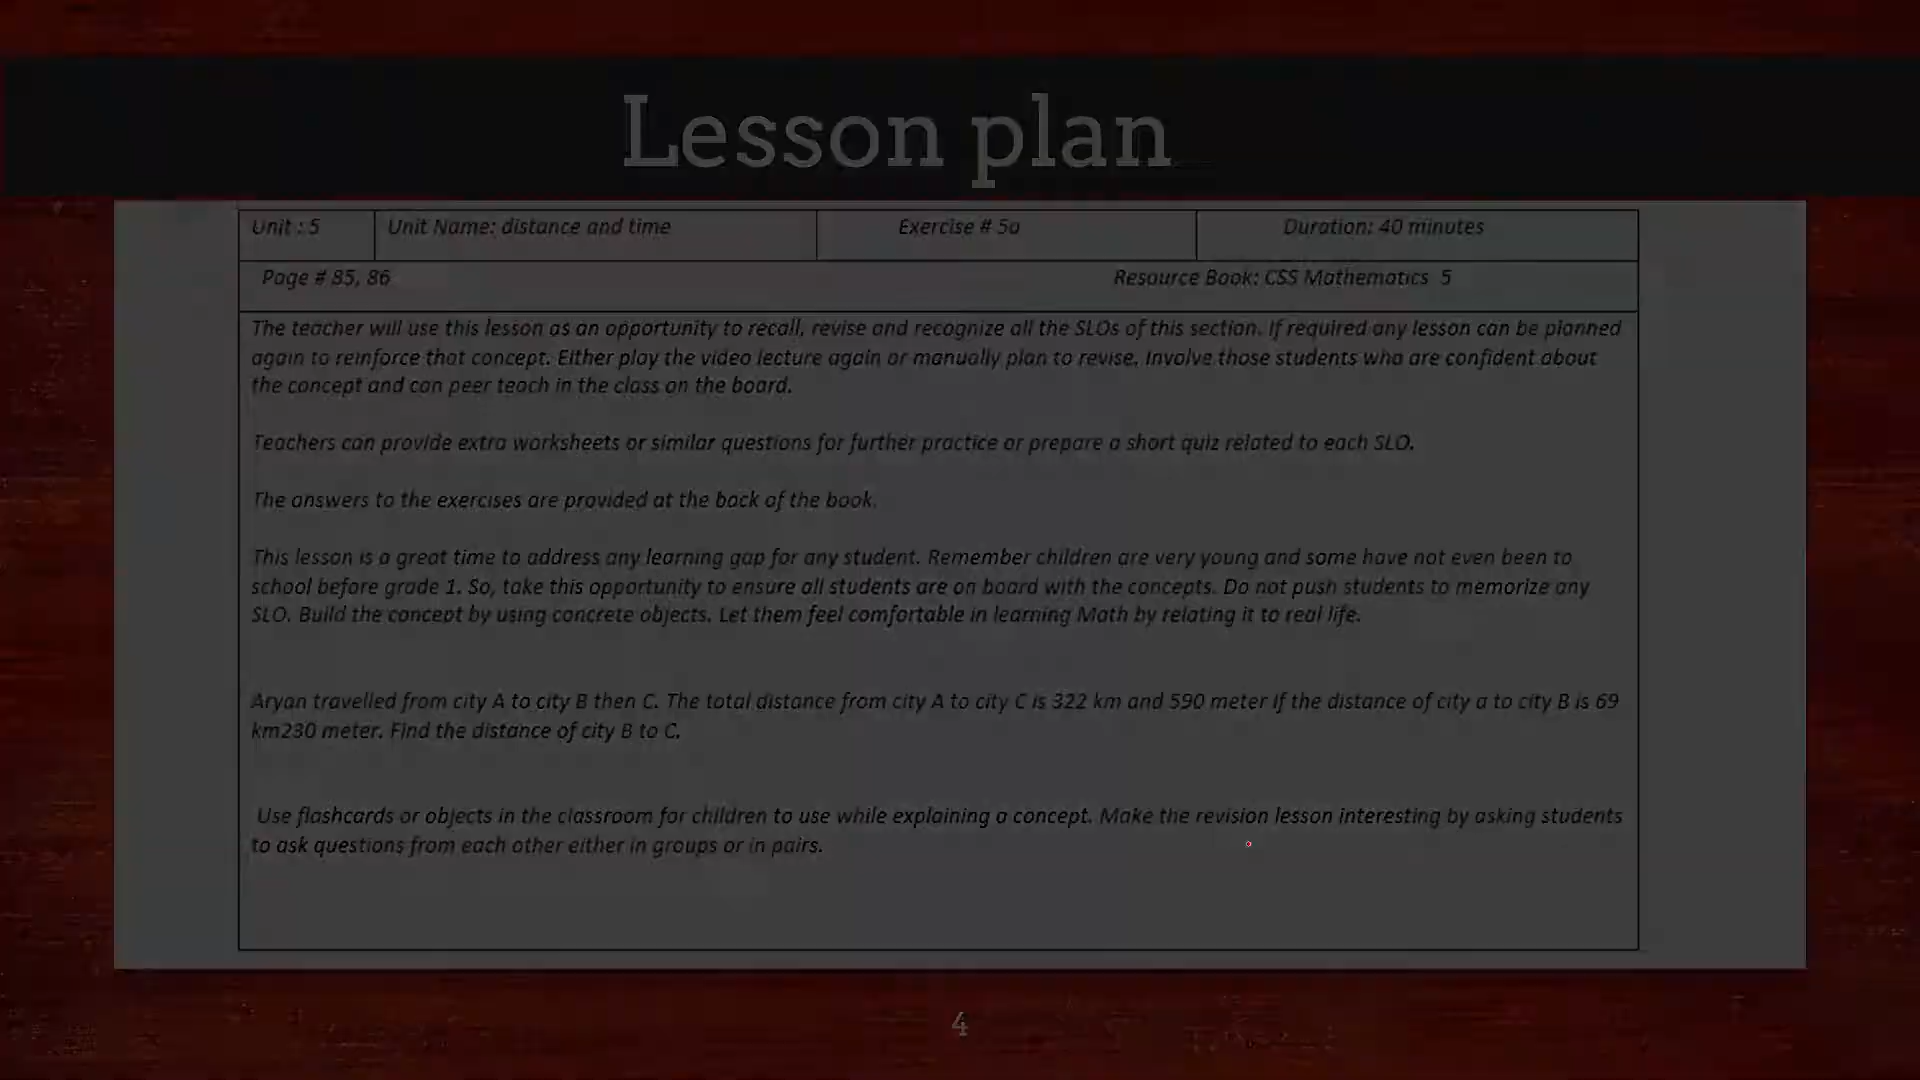 Lesson plan
Unit : 5 Unit Name: distance and time Exercise # 5a Duration: 40 minutes
Page # 85, 86 Resource Book: CSS Mathematics 5
The teacher will use this lesson as an opportunity to recall, revise and recognize all the SLOs of this section. If required any lesson can be planned
again to reinforce that concept. Either play the video lecture again or manually plan to revise. Involve those students who are confident about
the concept and can peer teach in the class on the board.
Teachers can provide extra worksheets or similar questions for further practice or prepare a short quiz related to each SLO.
The answers to the exercises are provided at the back of the book.
This lesson is a great time to address any learning gap for any student. Remember children are very young and some have not even been to
school before grade 1. So, take this opportunity to ensure all students are on board with the concepts. Do not push students to memorize any
SLO. Build the concept by using concrete objects. Let them feel comfortable in learning Math by relating it to real life.
Aryan travelled from city A to city B then C. The total distance from city A to city C is 322 km and 590 meter If the distance of city a to city B is 69
km230 meter. Find the distance of city B to C.
Use flashcards or objects in the classroom for children to use while explaining a concept. Make the revision lesson interesting by asking students
to ask questions from each other either in groups or in pairs.
4